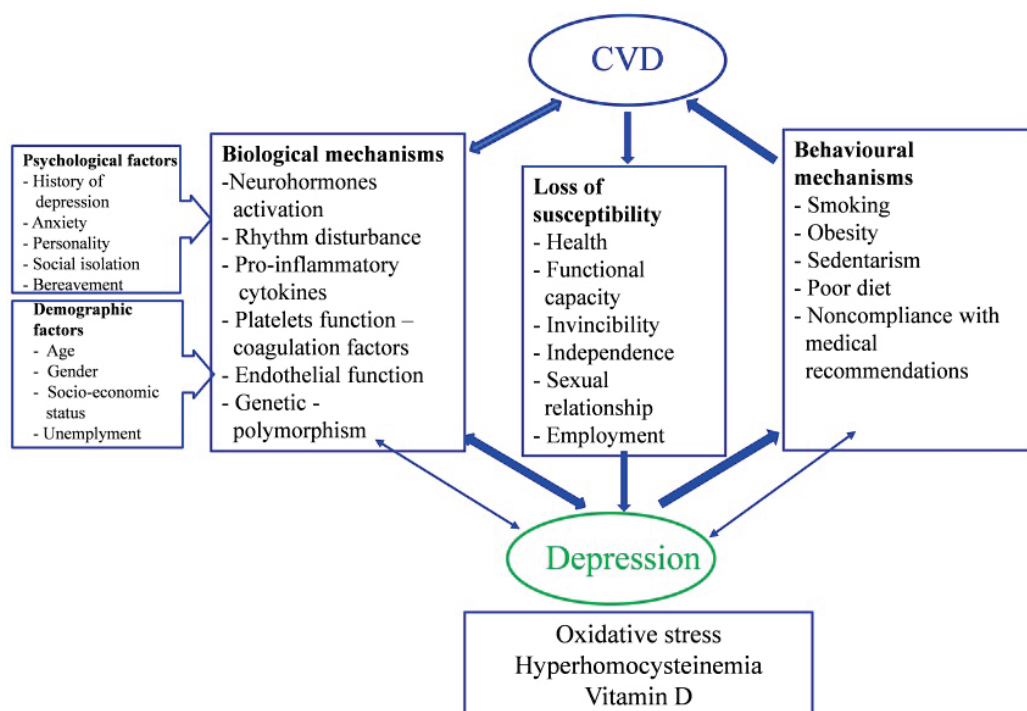 CVD
Psychological factors
- History of
depression
- Anxiety
- Personality
- Social isolation
- Bereavement
Demographic
factors
- Age
- Gender
- Socio-economic
status
- Unemplyment
Biological mechanisms
-Neurohormones
activation
- Rhythm disturbance
- Pro-inflammatory
cytokines
- Platelets function –
coagulation factors
- Endothelial function
- Genetic -
polymorphism
Loss of
susceptibility
- Health
- Functional
capacity
- Invincibility
- Independence
- Sexual
relationship
- Employment
Behavioural
mechanisms
- Smoking
- Obesity
- Sedentarism
- Poor diet
- Noncompliance with
medical
recommendations
Depression
Oxidative stress
Hyperhomocysteinemia
Vitamin D